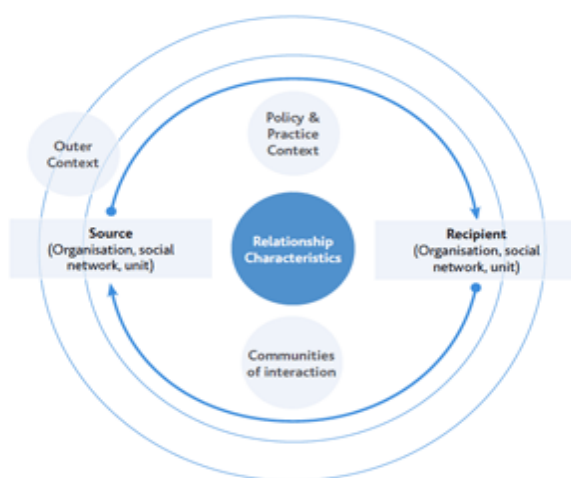 Policy &
Practice
Context
Outer
Context
Source
(Organisation, social
network, unit)
Relationship
Characteristics
Recipient
(Organisation, social
network, unit)
Communities
of interaction